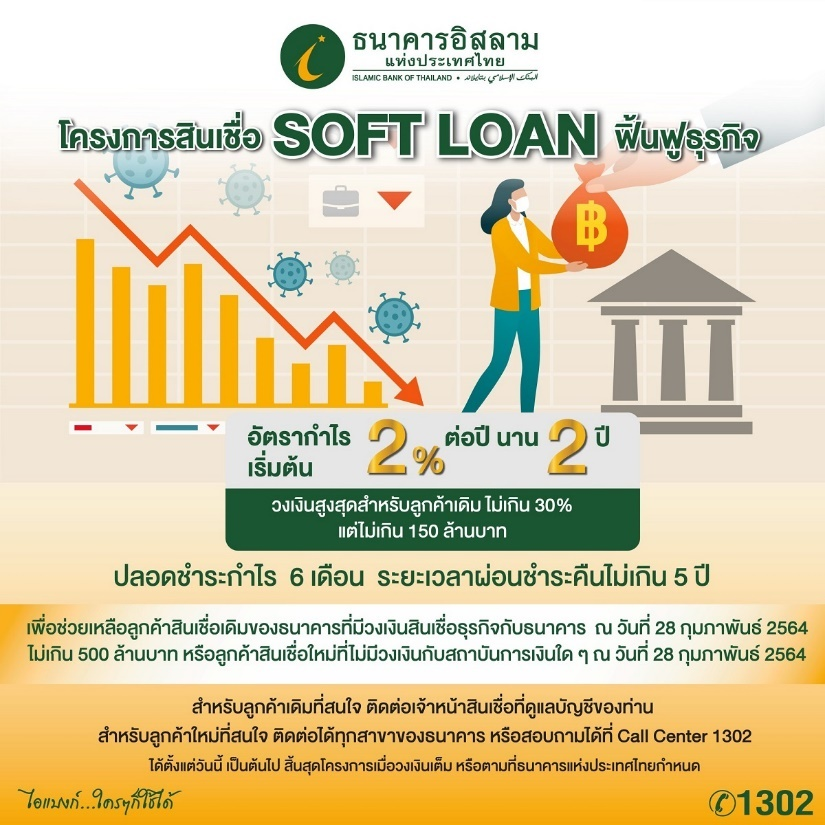 ธนาคารอิสลาม
แห่งประเทศไทย
ISLAMIC BANK OF THAILAND • البنك الإسلامي بتايلاند
โครงการสินเชื่อ SOFT LOAN ฟื้นฟูธุรกิจ
฿
อัตรากำไร เริ่มต้น 2% ต่อปี นาน 2 ปี
วงเงินสูงสุดสำหรับลูกค้าเดิม ไม่เกิน 30%
แต่ไม่เกิน 150 ล้านบาท
ปลอดชำระกำไร 6 เดือน ระยะเวลาผ่อนชำระคืนไม่เกิน 5 ปี
เพื่อช่วยเหลือลูกค้าสินเชื่อเดิมของธนาคารที่มีวงเงินสินเชื่อธุรกิจกับธนาคาร ณ วันที่ 28 กุมภาพันธ์ 2564
ไม่เกิน 500 ล้านบาท หรือลูกค้าสินเชื่อใหม่ที่ไม่มีวงเงินกับสถาบันการเงินใด ๆ ณ วันที่ 28 กุมภาพันธ์ 2564
สำหรับลูกค้าเดิมที่สนใจ ติดต่อเจ้าหน้าสินเชื่อที่ดูแลบัญชีของท่าน
สำหรับลูกค้าใหม่ที่สนใจ ติดต่อได้ทุกสาขาของธนาคาร หรือสอบถามได้ที่ Call Center 1302
ได้ตั้งแต่วันนี้ เป็นต้นไป สิ้นสุดโครงการเมื่อวงเงินเต็ม หรือตามที่ธนาคารแห่งประเทศไทยกำหนด
ไอแบงก์...ใครๆก็ใช้ได้
✆1302